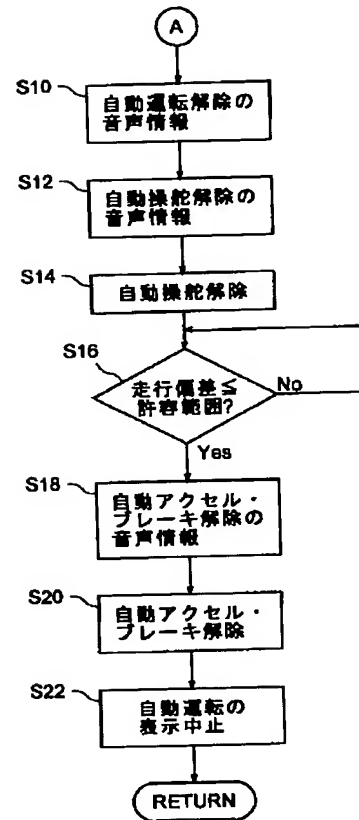 A
S10
自動運転解除の
音声情報
S12
自動操舵解除の
音声情報
S14
自動操舵解除
S16
走行偏差≦
許容範囲?
No
Yes
S18
自動アクセル・
ブレーキ解除の
音声情報
S20
自動アクセル・
ブレーキ解除
S22
自動運転の
表示中止
RETURN